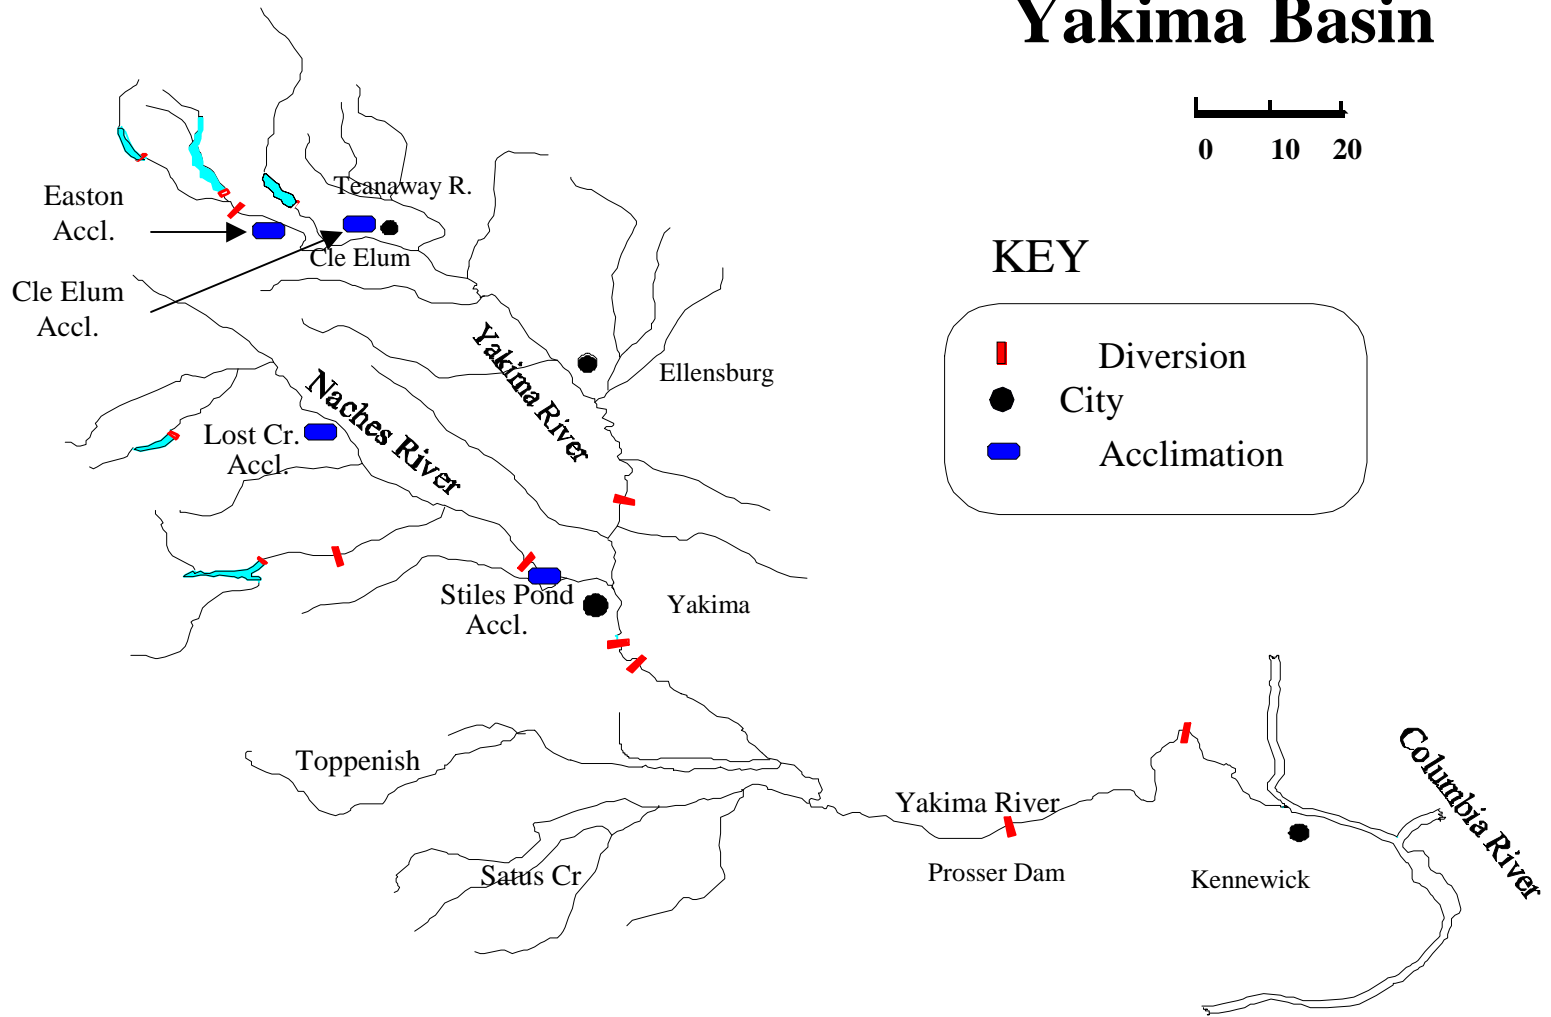 Yakima Basin
0 10 20
Easton
Accl.
Teanaway R.
Cle Elum
Cle Elum
Accl.
KEY
Diversion
City
Acclimation
Yakima River
Ellensburg
Naches River
Lost Cr.
Accl.
Stiles Pond
Accl.
Yakima
Toppenish
Yakima River
Columbia River
Satus Cr
Prosser Dam
Kennewick